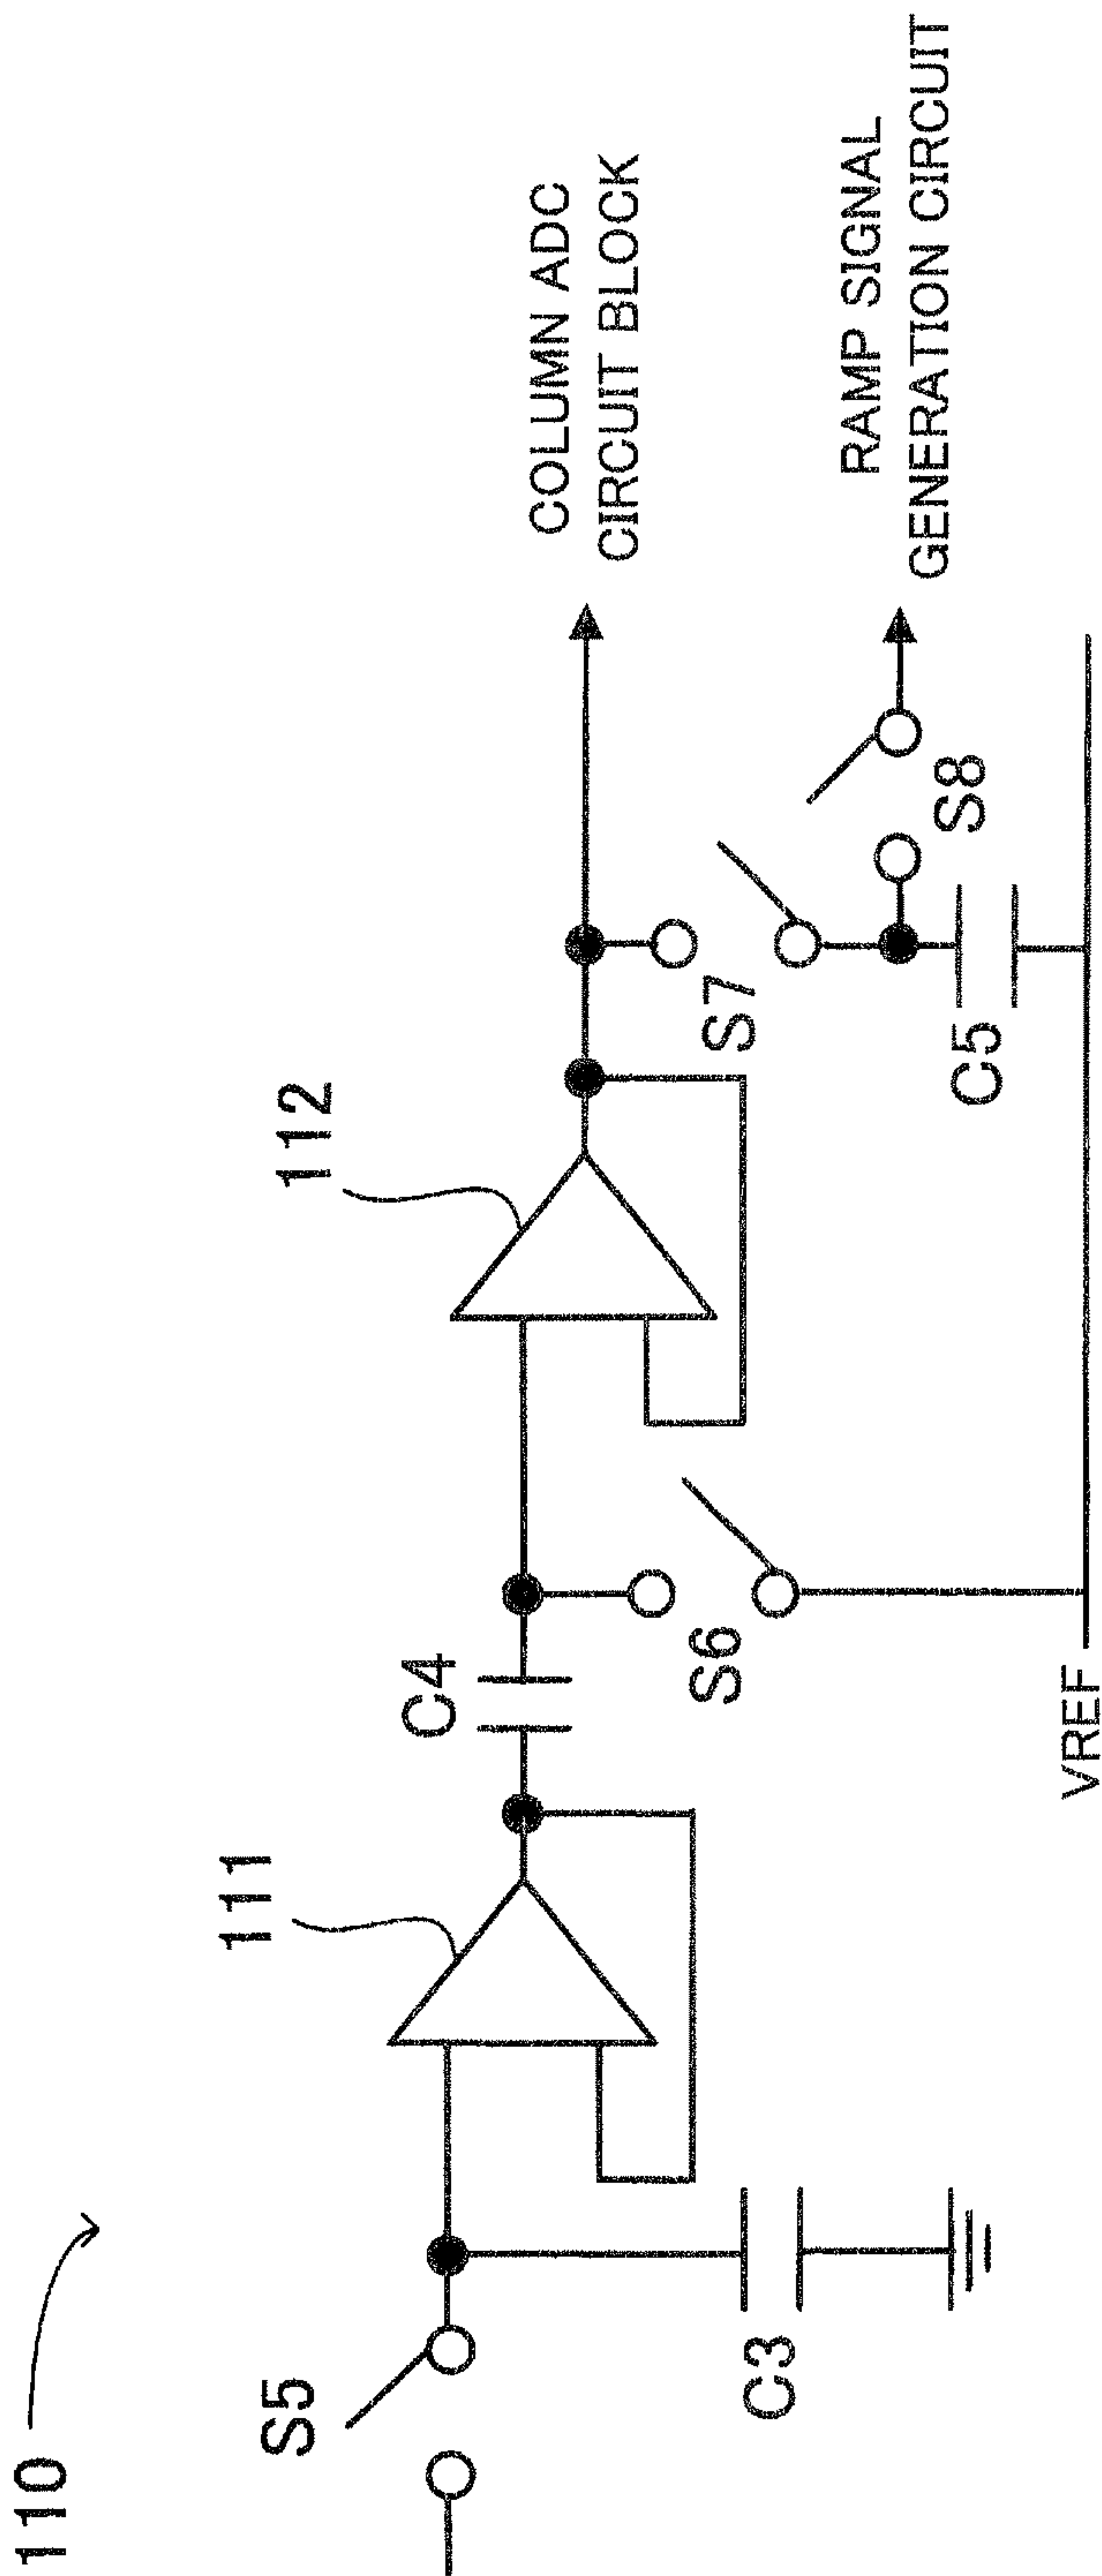 110
S5
C3
111
C4
S6
VREF
112
S7
C5
S8
COLUMN ADC
CIRCUIT BLOCK
RAMP SIGNAL
GENERATION CIRCUIT